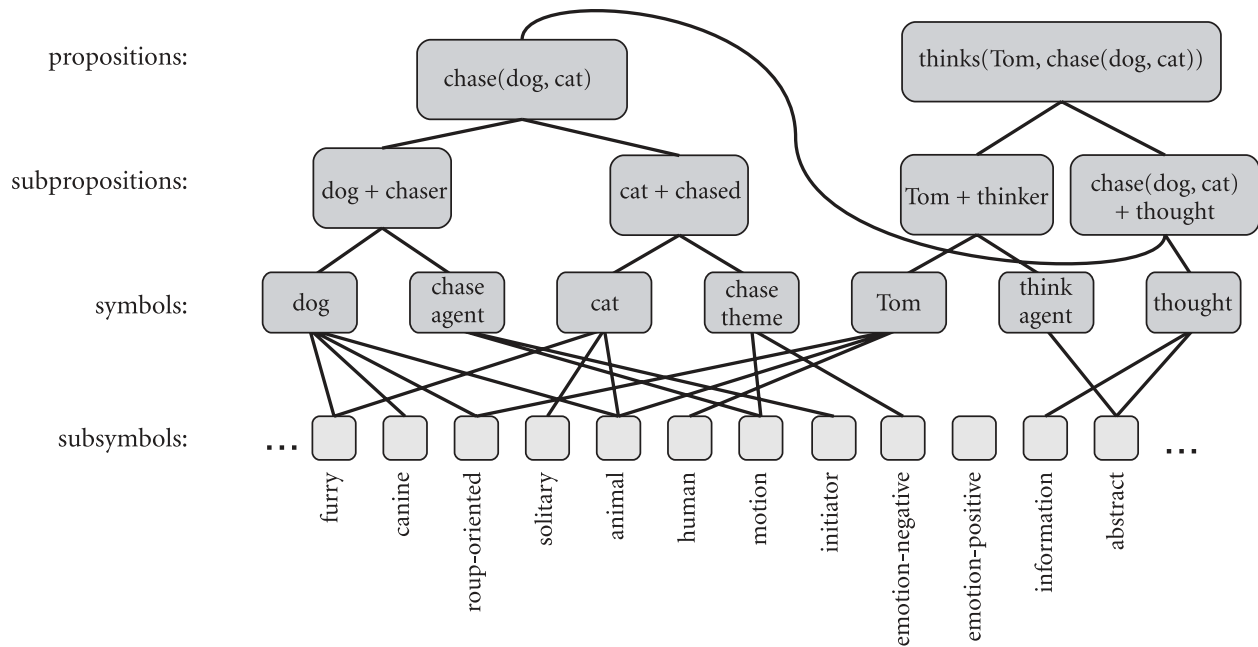 propositions:
chase(dog, cat)
thinks(Tom, chase(dog, cat))
subpropositions:
dog + chaser
cat + chased
Tom + thinker
chase(dog, cat)
+ thought
symbols:
dog
chase
agent
cat
chase
theme
Tom
think
agent
thought
subsymbols:
...
...
furry
canine
roup-oriented
solitary
animal
human
motion
initiator
emotion-negative
emotion-positive
information
abstract